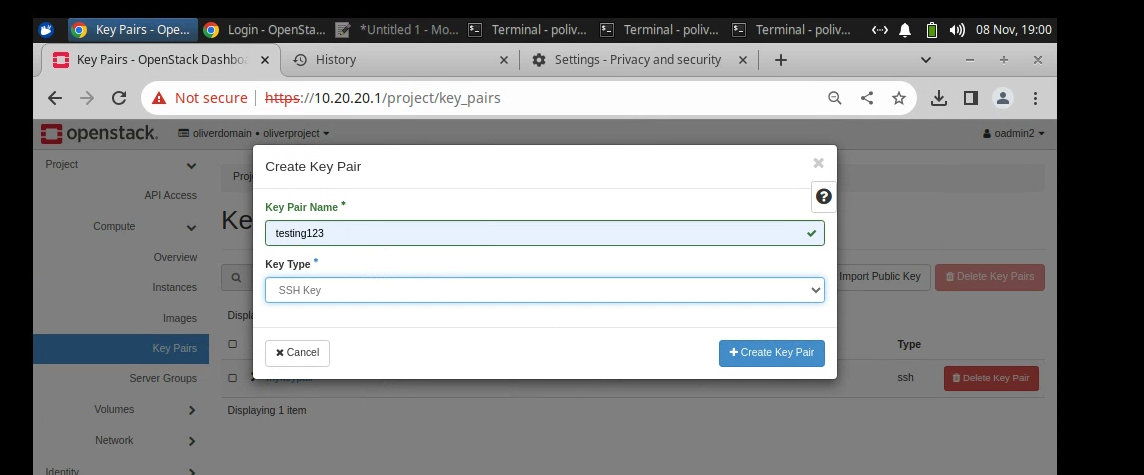 Key Pairs - Ope...
Login - OpenSta...
*Untitled 1 - Mo...
Terminal - poliv...
Terminal - poliv...
Terminal - poliv...
08 Nov, 19:00
Key Pairs - OpenStack Dashbo
History
Settings - Privacy and security
Not secure
https://10.20.20.1/project/key_pairs
openstack.
oliverdomain • oliverproject
oadmin2
Project
API Access
Compute
Overview
Instances
Images
Key Pairs
Server Groups
Volumes
Network
Identity
Proj
Ke
Import Public Key
Delete Key Pairs
Displ
Type
ssh
Delete Key Pair
Displaying 1 item
Create Key Pair
Key Pair Name *
testing123
Key Type *
SSH Key
Cancel
+ Create Key Pair